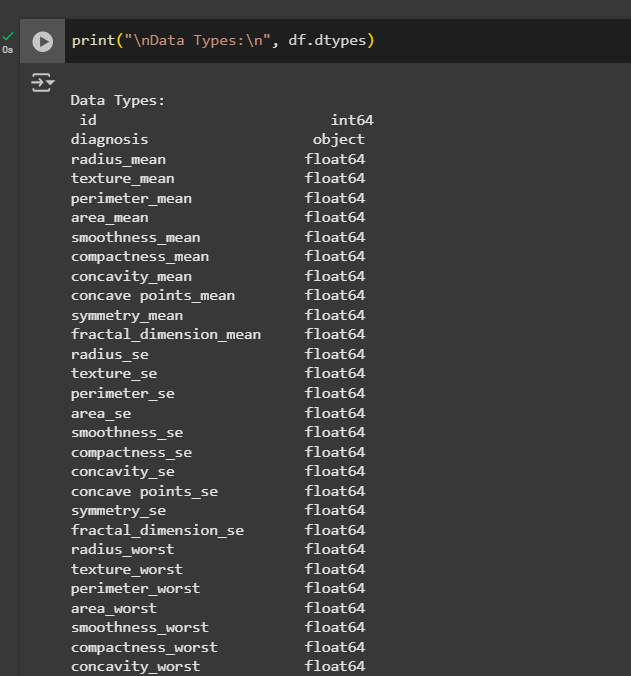 print("\nData Types:\n", df.dtypes)
0s
Data Types:
 id                           int64
diagnosis                   object
radius_mean                float64
texture_mean               float64
perimeter_mean             float64
area_mean                  float64
smoothness_mean            float64
compactness_mean           float64
concavity_mean             float64
concave points_mean        float64
symmetry_mean              float64
fractal_dimension_mean     float64
radius_se                  float64
texture_se                 float64
perimeter_se               float64
area_se                    float64
smoothness_se              float64
compactness_se             float64
concavity_se               float64
concave points_se          float64
symmetry_se                float64
fractal_dimension_se       float64
radius_worst               float64
texture_worst              float64
perimeter_worst            float64
area_worst                 float64
smoothness_worst           float64
compactness_worst          float64
concavity_worst            float64